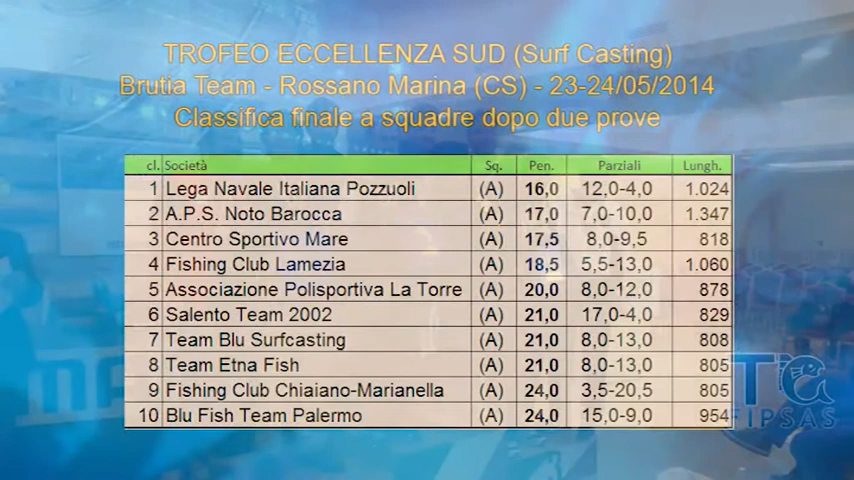 TROFEO ECCELLENZA SUD (Surf Casting)
Brutia Team - Rossano Marina (CS) - 23-24/05/2014
Classifica finale a squadre dopo due prove
cl. Società Sq. Pen. Parziali Lungh.
1 Lega Navale Italiana Pozzuoli (A) 16,0 12,0-4,0 1.024
2 A.P.S. Noto Barocca (A) 17,0 7,0-10,0 1.347
3 Centro Sportivo Mare (A) 17,5 8,0-9,5 818
4 Fishing Club Lamezia (A) 18,5 5,5-13,0 1.060
5 Associazione Polisportiva La Torre (A) 20,0 8,0-12,0 878
6 Salento Team 2002 (A) 21,0 17,0-4,0 829
7 Team Blu Surfcasting (A) 21,0 8,0-13,0 808
8 Team Etna Fish (A) 21,0 8,0-13,0 805
9 Fishing Club Chiaiano-Marianella (A) 24,0 3,5-20,5 805
10 Blu Fish Team Palermo (A) 24,0 15,0-9,0 954
FIPSAS